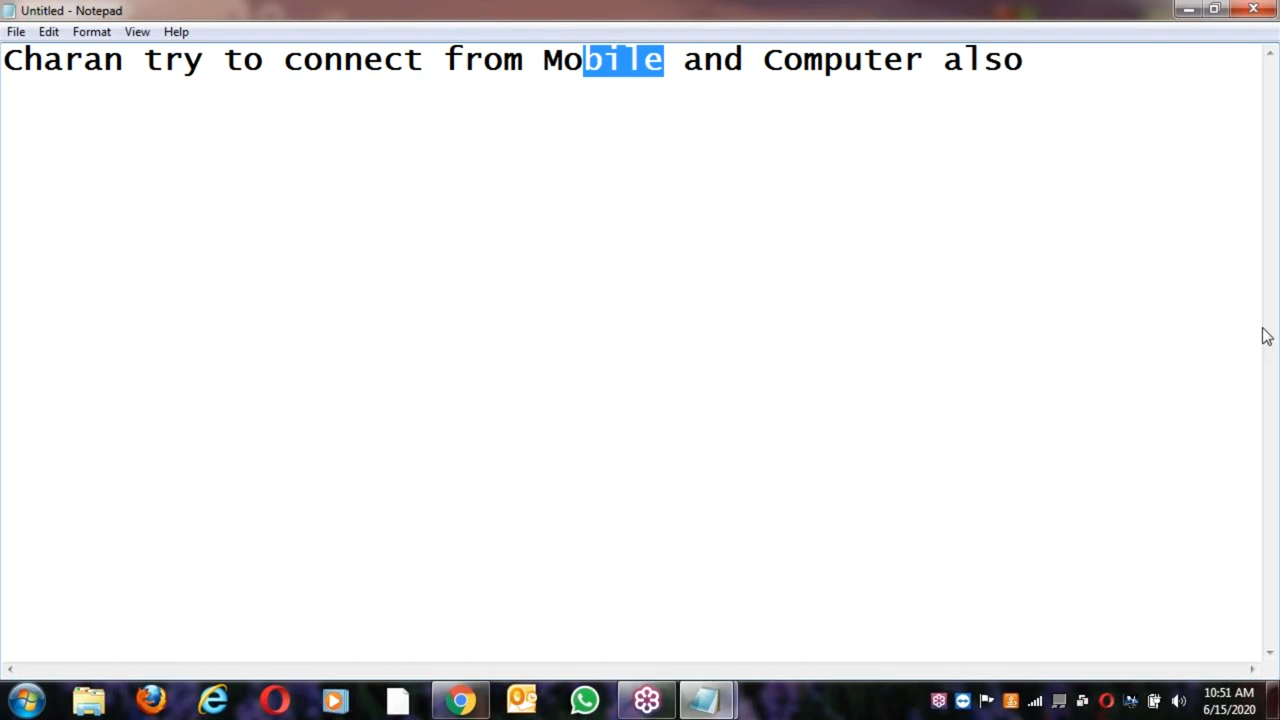 Untitled - Notepad
File Edit Format View Help
Charan try to connect from Mobile and Computer also
10:51 AM
6/15/2020